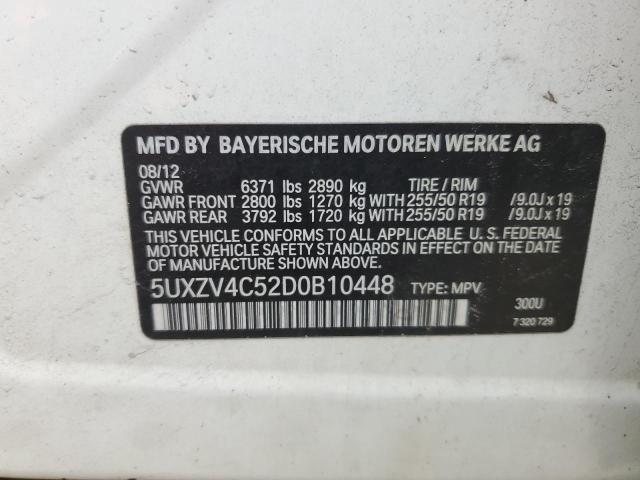 MFD BY BAYERISCHE MOTOREN WERKE AG
08/12
GVWR 6371 lbs 2890 kg TIRE / RIM
GAWR FRONT 2800 lbs 1270 kg WITH 255/50 R19 /9.0J x 19
GAWR REAR 3792 lbs 1720 kg WITH 255/50 R19 /9.0J x 19
THIS VEHICLE CONFORMS TO ALL APPLICABLE U. S. FEDERAL
MOTOR VEHICLE SAFETY STANDARDS IN EFFECT ON THE DATE
OF MANUFACTURE SHOWN ABOVE.
5UXZV4C52D0B10448 TYPE: MPV
300U
7 320 729